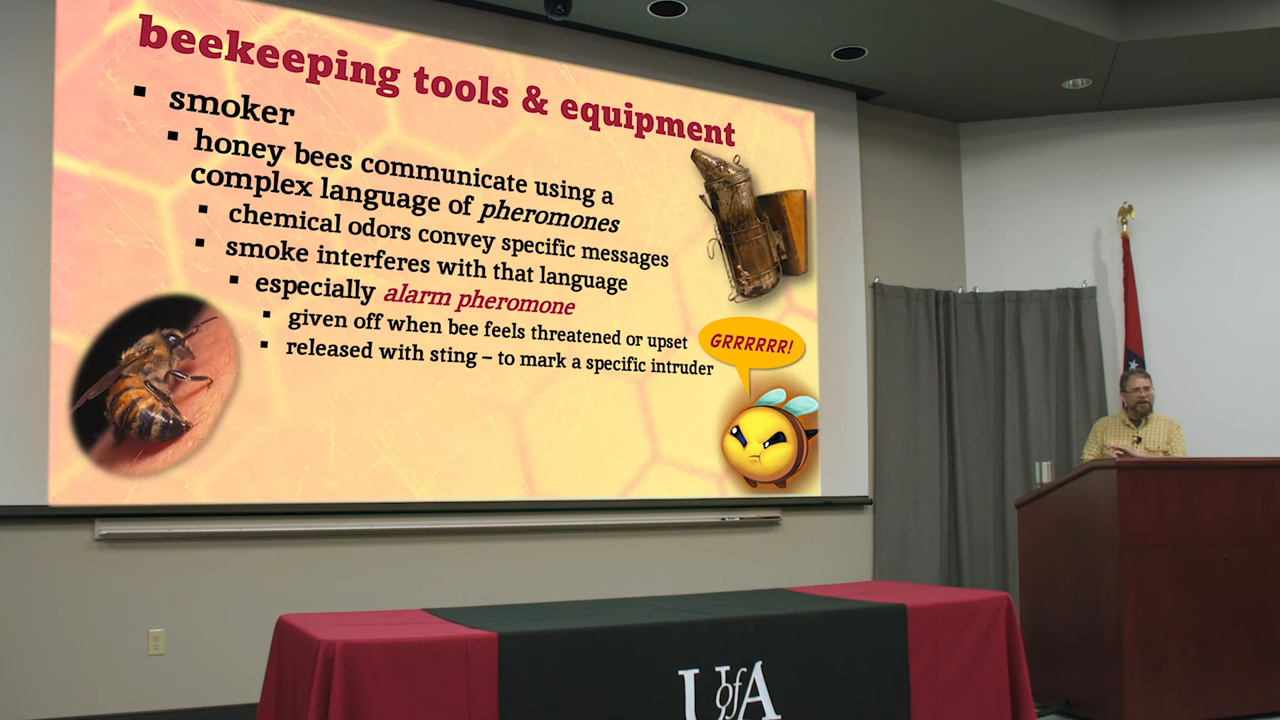 beekeeping tools & equipment
▪ smoker
▪ honey bees communicate using a
complex language of pheromones
▪ chemical odors convey specific messages
▪ smoke interferes with that language
▪ especially alarm pheromone
▪ given off when bee feels threatened or upset
▪ released with sting – to mark a specific intruder
GRRRRRR!
UofA